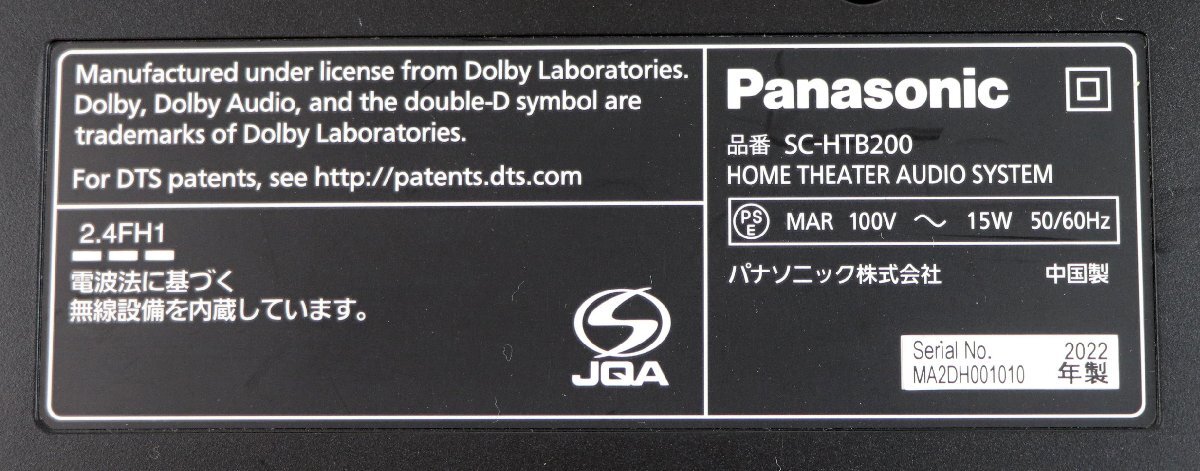 Manufactured under license from Dolby Laboratories.
Dolby, Dolby Audio, and the double-D symbol are
trademarks of Dolby Laboratories.
For DTS patents, see http://patents.dts.com
2.4FH1
電波法に基づく
無線設備を内蔵しています。
JQA
Panasonic
品番 SC-HTB200
HOME THEATER AUDIO SYSTEM
PSE MAR 100V ～ 15W 50/60Hz
パナソニック株式会社 中国製
Serial No. 2022
MA2DH001010 年製